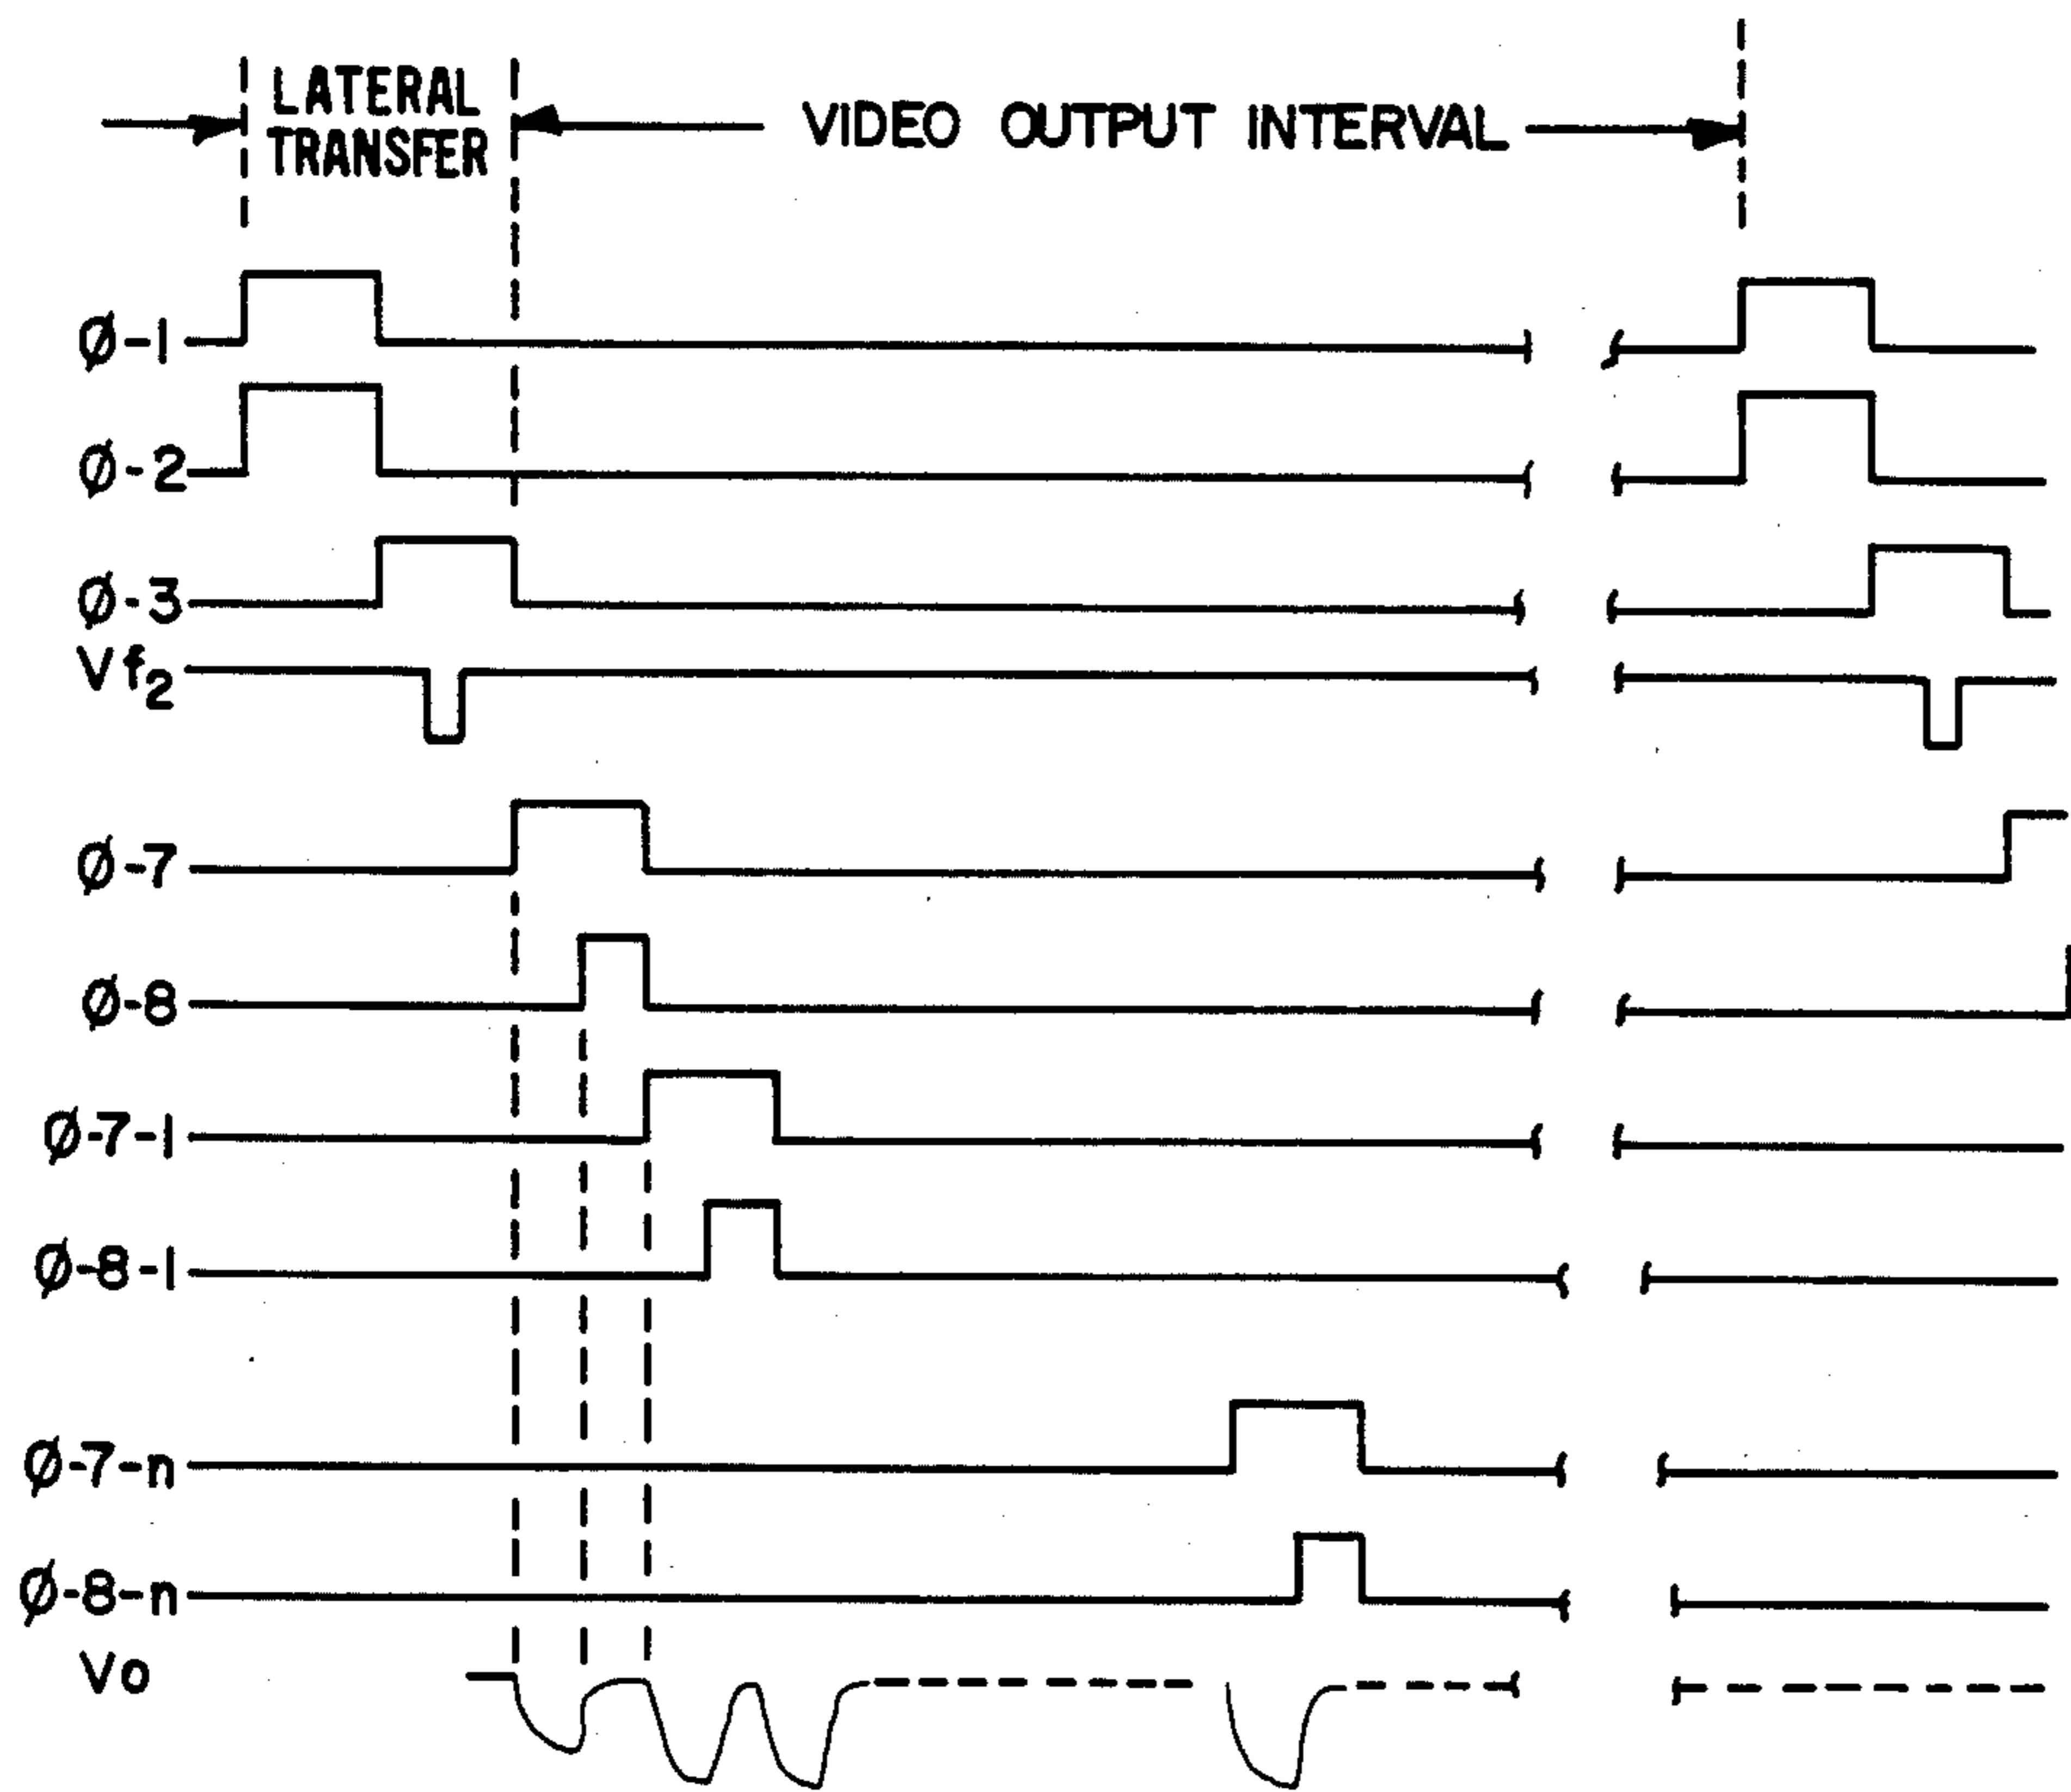 LATERAL
TRANSFER
VIDEO OUTPUT INTERVAL
Ø-1
Ø-2
Ø-3
Vf₂
Ø-7
Ø-8
Ø-7-1
Ø-8-1
Ø-7-n
Ø-8-n
Vo